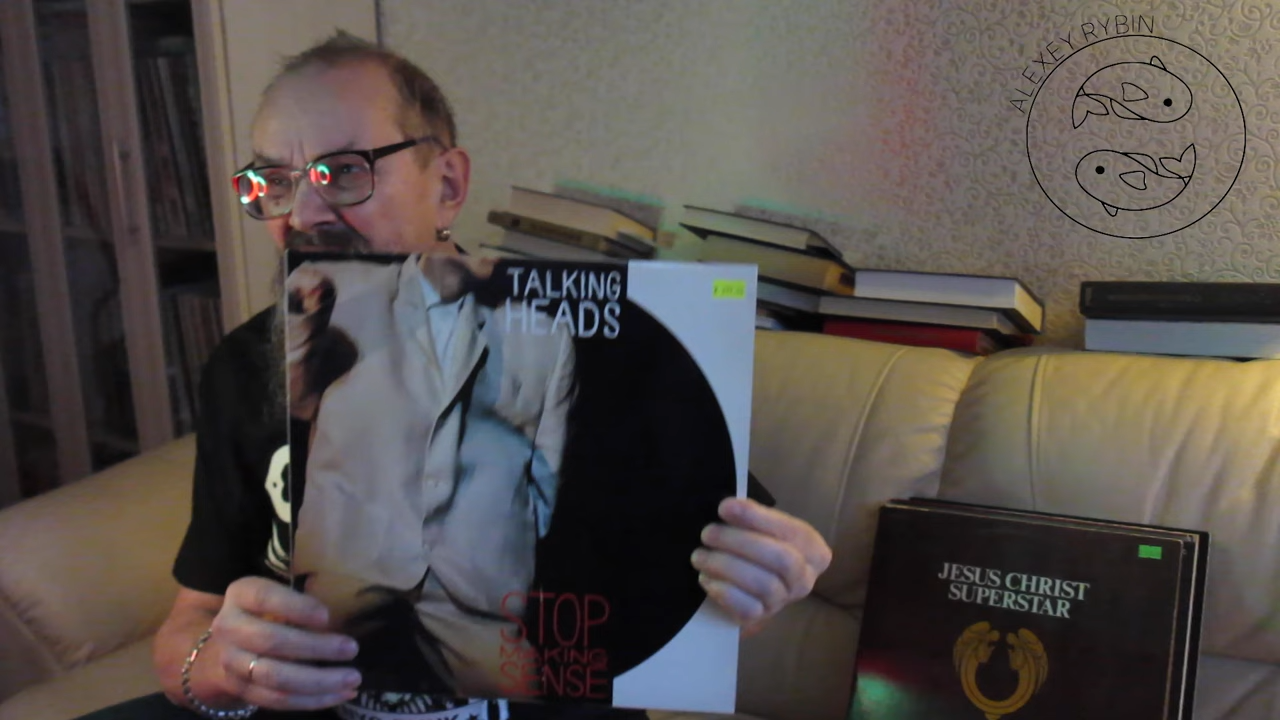 ALEXEY RYBIN
TALKING
HEADS
STOP
MAKING
SENSE
JESUS CHRIST
SUPERSTAR